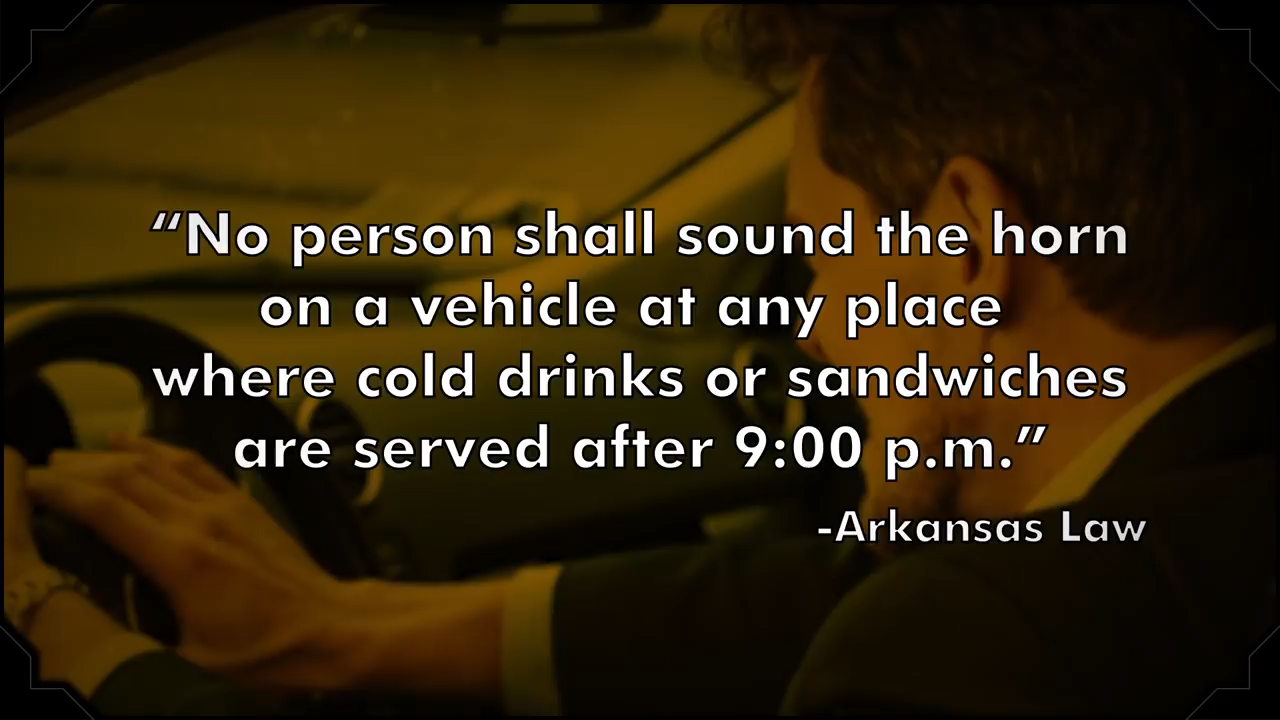 “No person shall sound the horn
on a vehicle at any place
where cold drinks or sandwiches
are served after 9:00 p.m.”
-Arkansas Law